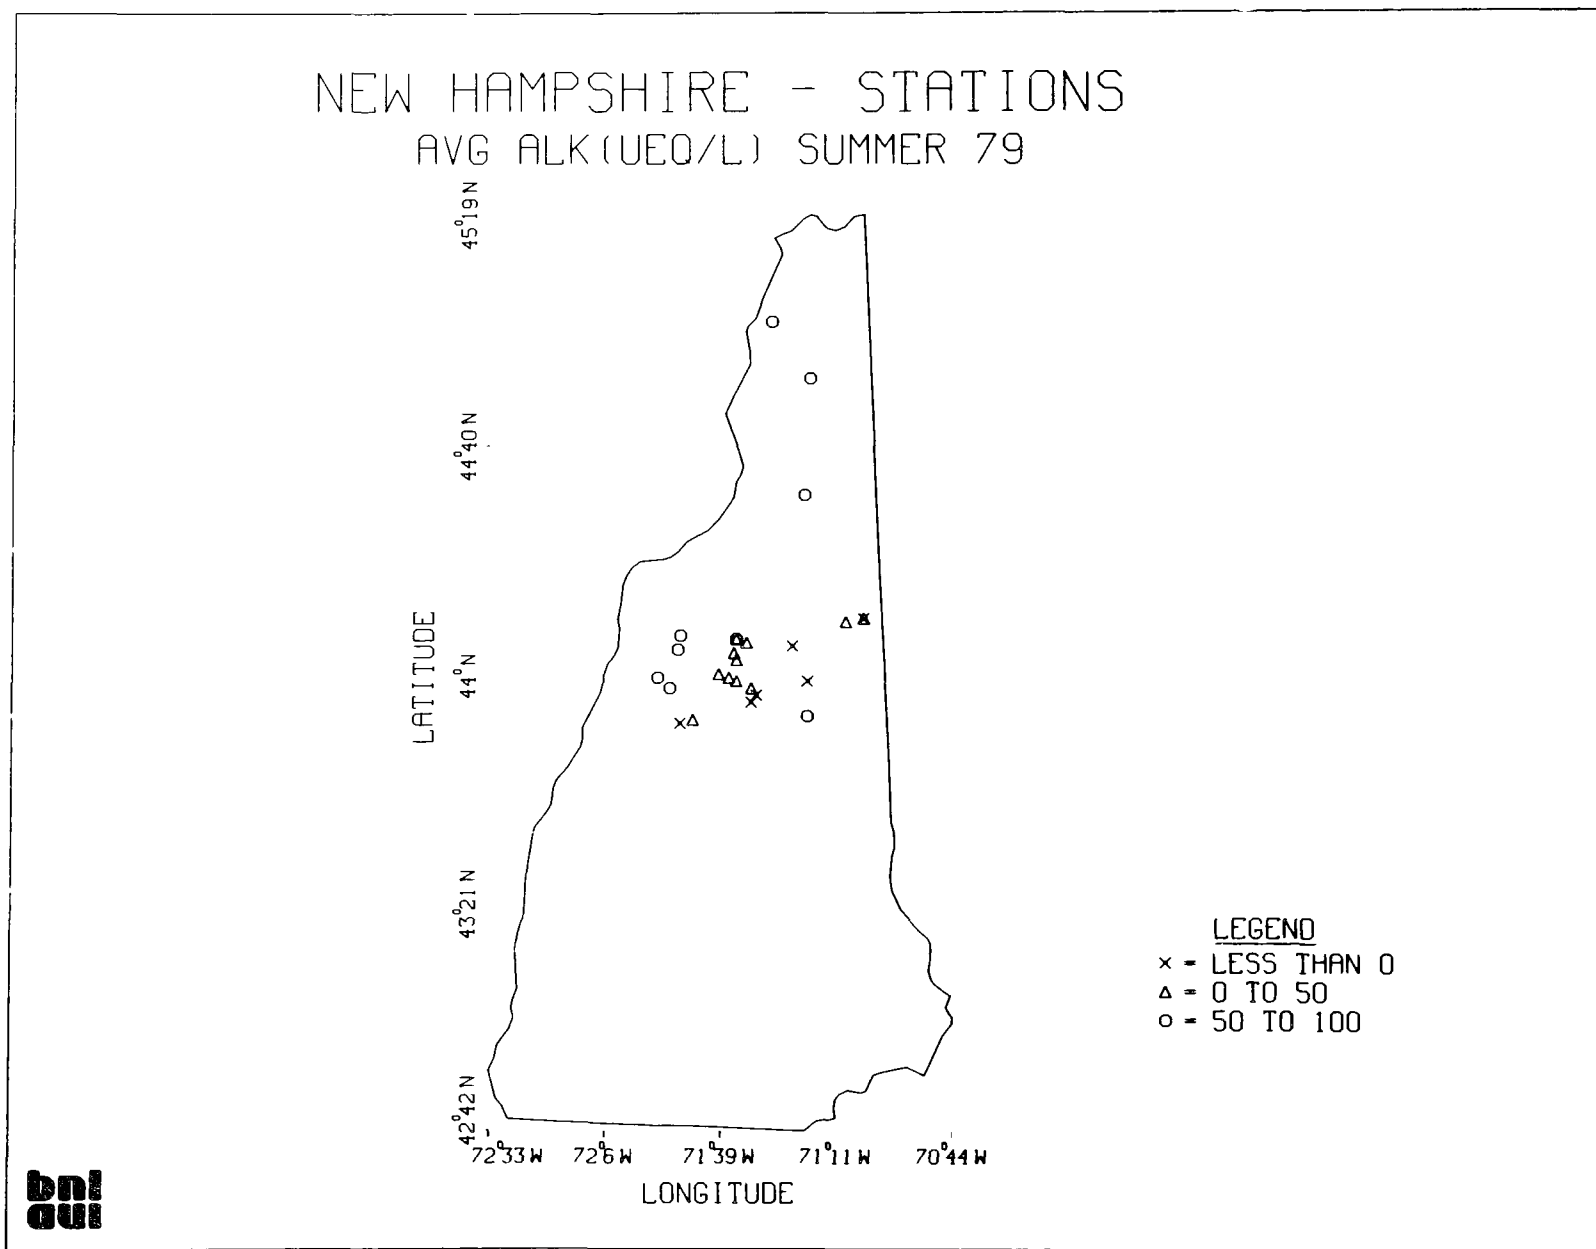 NEW HAMPSHIRE - STATIONS
AVG ALK(UEQ/L) SUMMER 79
45°19N
44°40N
44°N
43°21N
42°42N
LATITUDE
72°33W 72°6W 71°39W 71°11W 70°44W
LONGITUDE
LEGEND
× = LESS THAN 0
△ = 0 TO 50
○ = 50 TO 100
bnl
aui